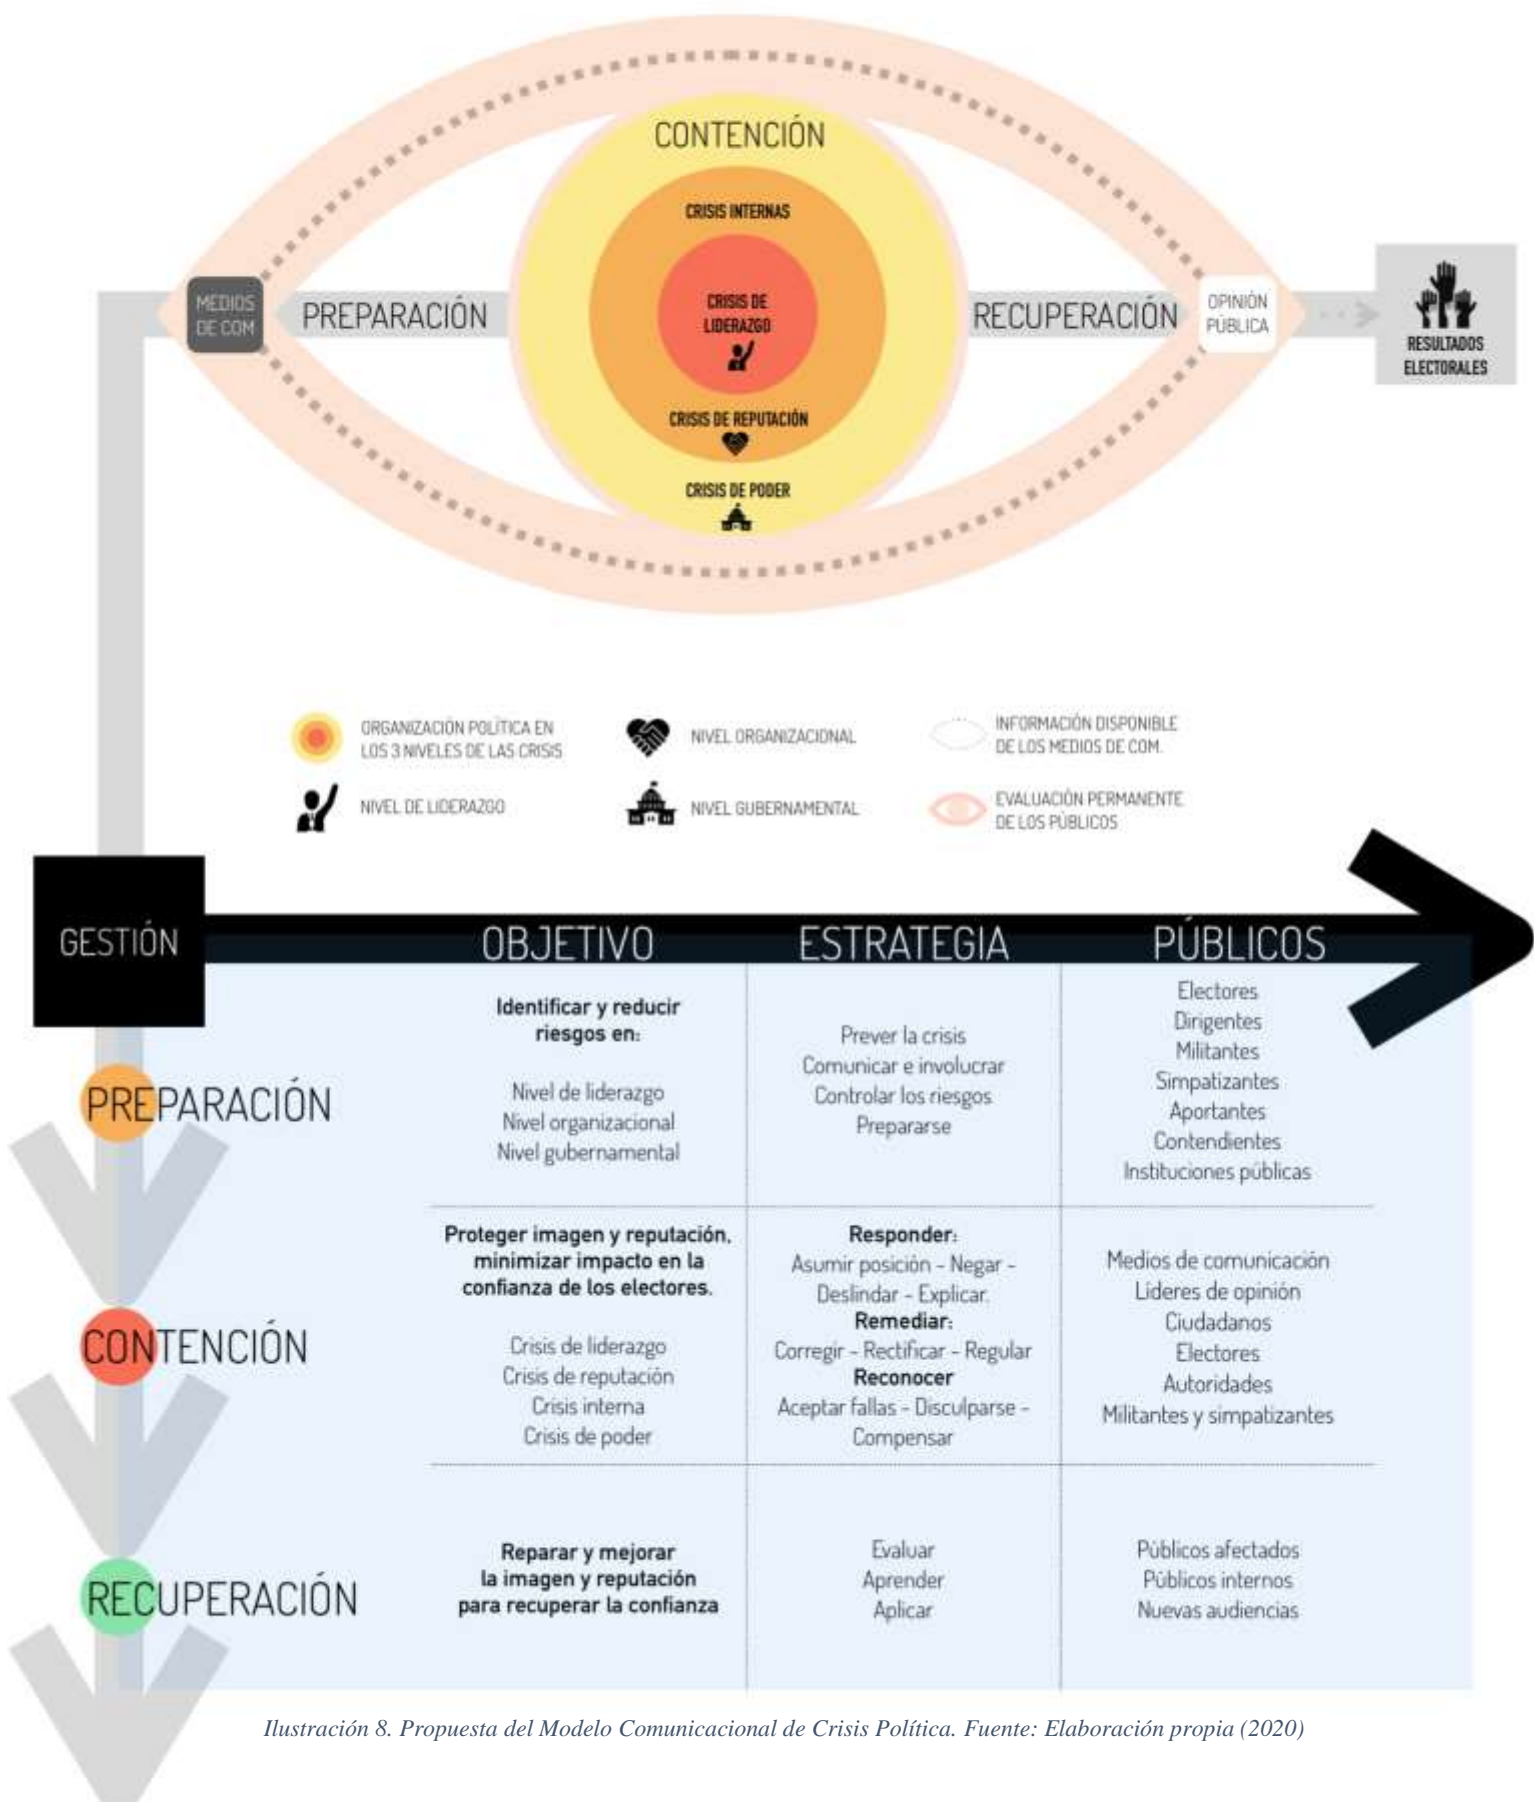 CONTENCIÓN
CRISIS INTERNAS
MEDIOS
DE COM
PREPARACIÓN
CRISIS DE
LIDERAZGO
RECUPERACIÓN
OPINIÓN
PÚBLICA
RESULTADOS
ELECTORALES
CRISIS DE REPUTACIÓN
CRISIS DE PODER
ORGANIZACIÓN POLÍTICA EN
LOS 3 NIVELES DE LAS CRISIS
NIVEL ORGANIZACIONAL
INFORMACIÓN DISPONIBLE
DE LOS MEDIOS DE COM.
NIVEL DE LIDERAZGO
NIVEL GUBERNAMENTAL
EVALUACIÓN PERMANENTE
DE LOS PÚBLICOS
GESTIÓN
OBJETIVO
ESTRATEGIA
PÚBLICOS
PREPARACIÓN
Identificar y reducir
riesgos en:
Nivel de liderazgo
Nivel organizacional
Nivel gubernamental
Prever la crisis
Comunicar e involucrar
Controlar los riesgos
Prepararse
Electores
Dirigentes
Militantes
Simpatizantes
Aportantes
Contendientes
Instituciones públicas
CONTENCIÓN
Proteger imagen y reputación,
minimizar impacto en la
confianza de los electores.
Crisis de liderazgo
Crisis de reputación
Crisis interna
Crisis de poder
Responder:
Asumir posición - Negar -
Deslindar - Explicar.
Remediar:
Corregir - Rectificar - Regular
Reconocer
Aceptar fallas - Disculparse -
Compensar
Medios de comunicación
Líderes de opinión
Ciudadanos
Electores
Autoridades
Militantes y simpatizantes
RECUPERACIÓN
Reparar y mejorar
la imagen y reputación
para recuperar la confianza
Evaluar
Aprender
Aplicar
Públicos afectados
Públicos internos
Nuevas audiencias
Ilustración 8. Propuesta del Modelo Comunicacional de Crisis Política. Fuente: Elaboración propia (2020)